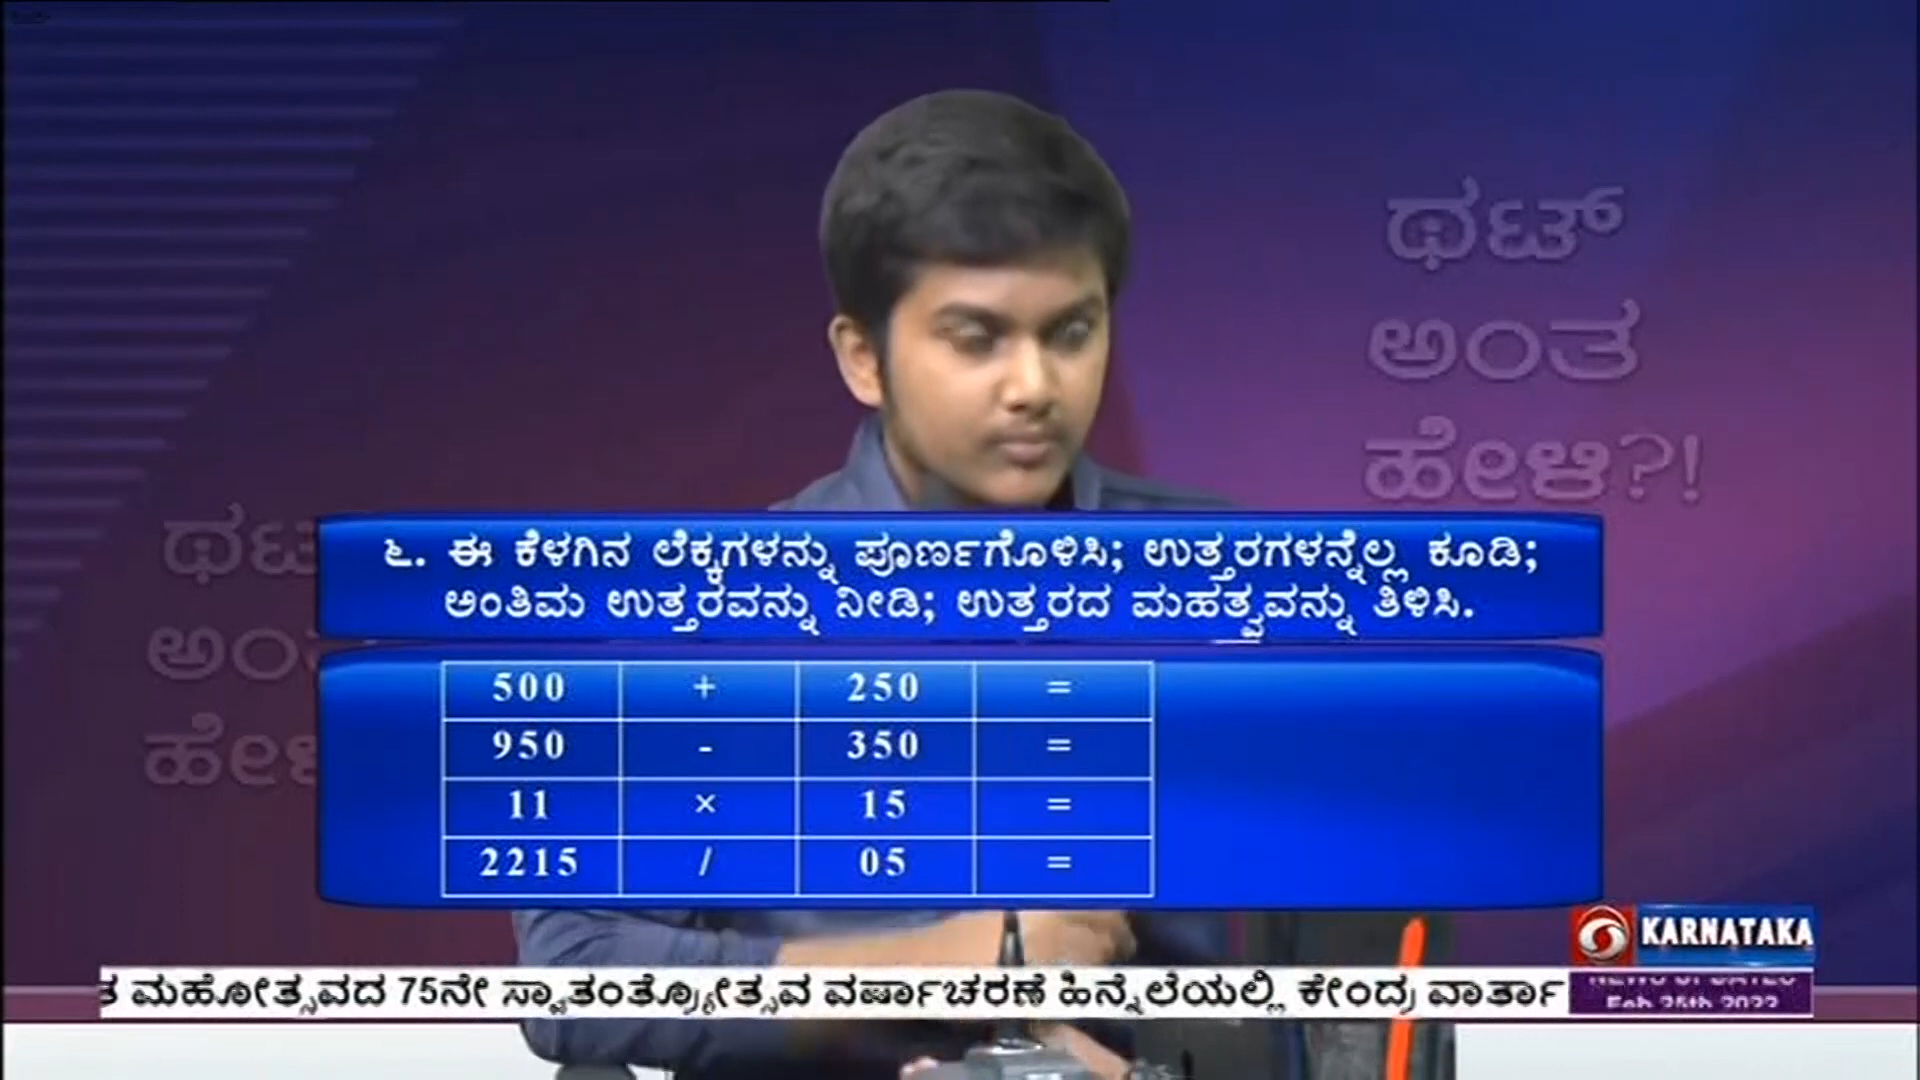 ಥಟ್
ಅಂತ
ಹೇಳಿ?!
೬. ಈ ಕೆಳಗಿನ ಲೆಕ್ಕಗಳನ್ನು ಪೂರ್ಣಗೊಳಿಸಿ; ಉತ್ತರಗಳನ್ನೆಲ್ಲ ಕೂಡಿ;
ಅಂತಿಮ ಉತ್ತರವನ್ನು ನೀಡಿ; ಉತ್ತರದ ಮಹತ್ವವನ್ನು ತಿಳಿಸಿ.
500 + 250 =
950 - 350 =
11 × 15 =
2215 / 05 =
KARNATAKA
ತ ಮಹೋತ್ಸವದ 75ನೇ ಸ್ವಾತಂತ್ರ್ಯೋತ್ಸವ ವರ್ಷಾಚರಣೆ ಹಿನ್ನೆಲೆಯಲ್ಲಿ ಕೇಂದ್ರ ವಾರ್ತಾ